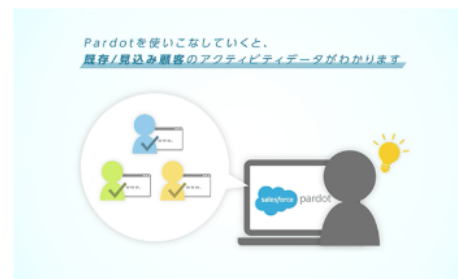 Pardotを使いこなしていくと、
既存/見込み顧客のアクティビティデータがわかります
salesforce pardot